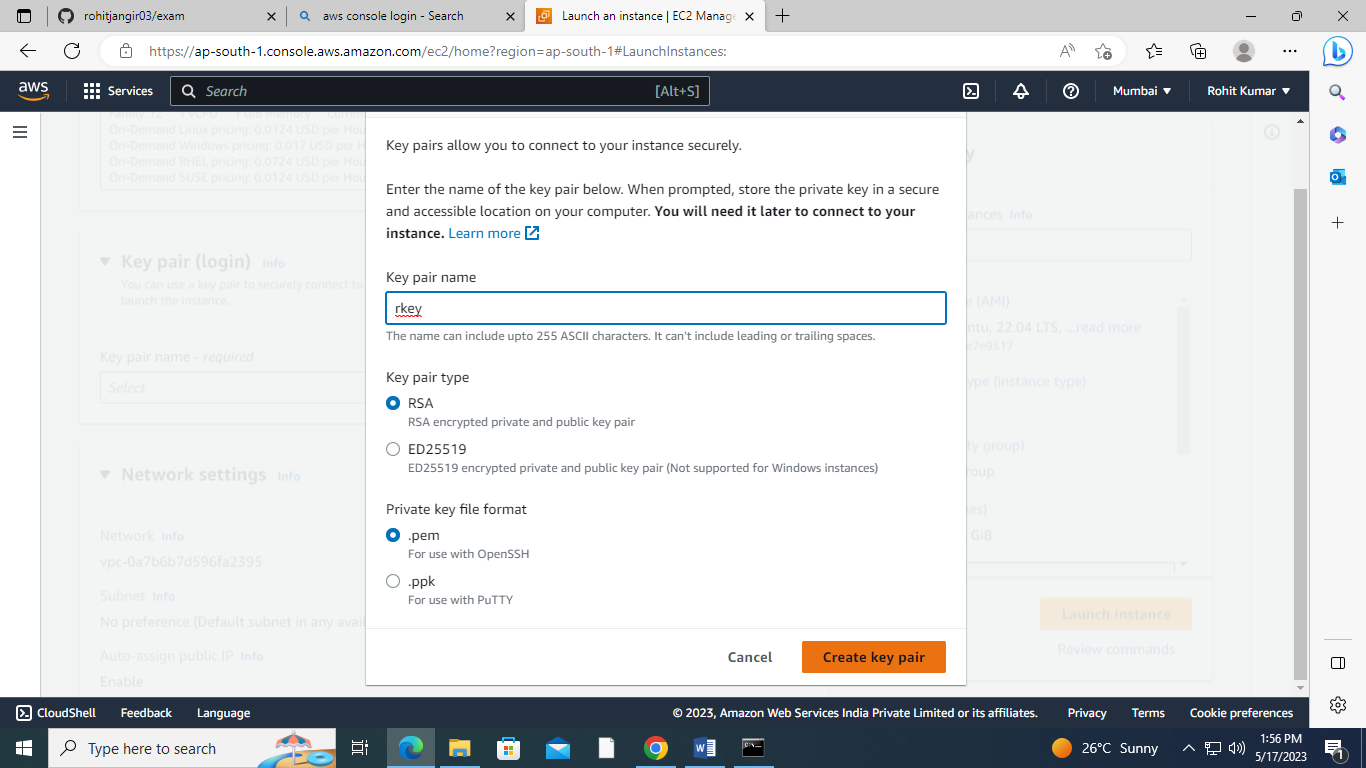 rohitjangir03/exam
aws console login - Search
Launch an instance | EC2 Manage
https://ap-south-1.console.aws.amazon.com/ec2/home?region=ap-south-1#LaunchInstances:
aws
Services
Search
[Alt+S]
Mumbai
Rohit Kumar
On-Demand Linux pricing: 0.0124 USD per Hou
On-Demand Windows pricing: 0.017 USD per H
On-Demand RHEL pricing: 0.0724 USD per Hou
On-Demand SUSE pricing: 0.0124 USD per Hou
Key pair (login) Info
You can use a key pair to securely connect to
launch the instance.
Key pair name - required
Select
Network settings Info
Network Info
vpc-0a7b6b7d596fa2395
Subnet Info
No preference (Default subnet in any avail
Auto-assign public IP Info
Enable
Key pairs allow you to connect to your instance securely.
Enter the name of the key pair below. When prompted, store the private key in a secure
and accessible location on your computer. You will need it later to connect to your
instance. Learn more
Key pair name
rkey
The name can include upto 255 ASCII characters. It can't include leading or trailing spaces.
Key pair type
RSA
RSA encrypted private and public key pair
ED25519
ED25519 encrypted private and public key pair (Not supported for Windows instances)
Private key file format
.pem
For use with OpenSSH
.ppk
For use with PuTTY
Cancel
Create key pair
y
ances Info
e (AMI)
ntu, 22.04 LTS, ...read more
c7e9517
ype (instance type)
ty group)
roup
es)
GiB
Launch instance
Review commands
CloudShell
Feedback
Language
© 2023, Amazon Web Services India Private Limited or its affiliates.
Privacy
Terms
Cookie preferences
Type here to search
26°C Sunny
1:56 PM
5/17/2023
1